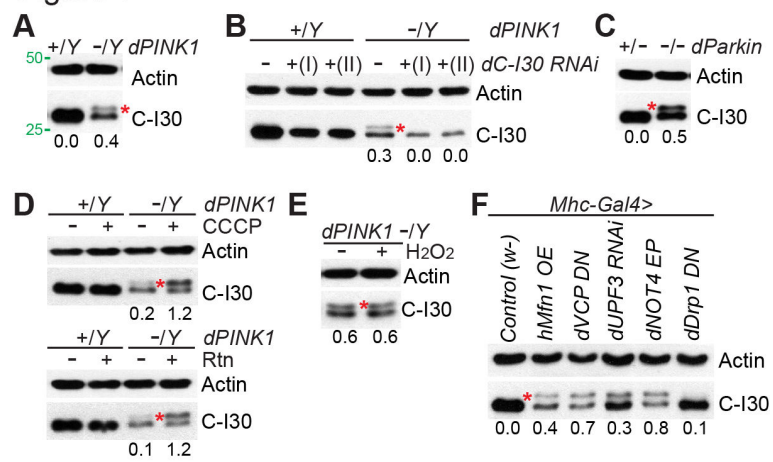 A
+/Y -/Y dPINK1
50-
Actin
C-I30
*
25-
0.0 0.4
B
+/Y -/Y dPINK1
- +(I) +(II) - +(I) +(II) dC-I30 RNAi
Actin
* C-I30
0.3 0.0 0.0
C
+/- -/- dParkin
Actin
* C-I30
0.0 0.5
D
+/Y -/Y dPINK1
- + - + CCCP
Actin
* C-I30
0.2 1.2
+/Y -/Y dPINK1
- + - + Rtn
Actin
* C-I30
0.1 1.2
E
dPINK1 -/Y
- + H2O2
Actin
* C-I30
0.6 0.6
F
Mhc-Gal4>
Control (w-)
hMfn1 OE
dVCP DN
dUPF3 RNAi
dNOT4 EP
dDrp1 DN
Actin
* C-I30
0.0 0.4 0.7 0.3 0.8 0.1